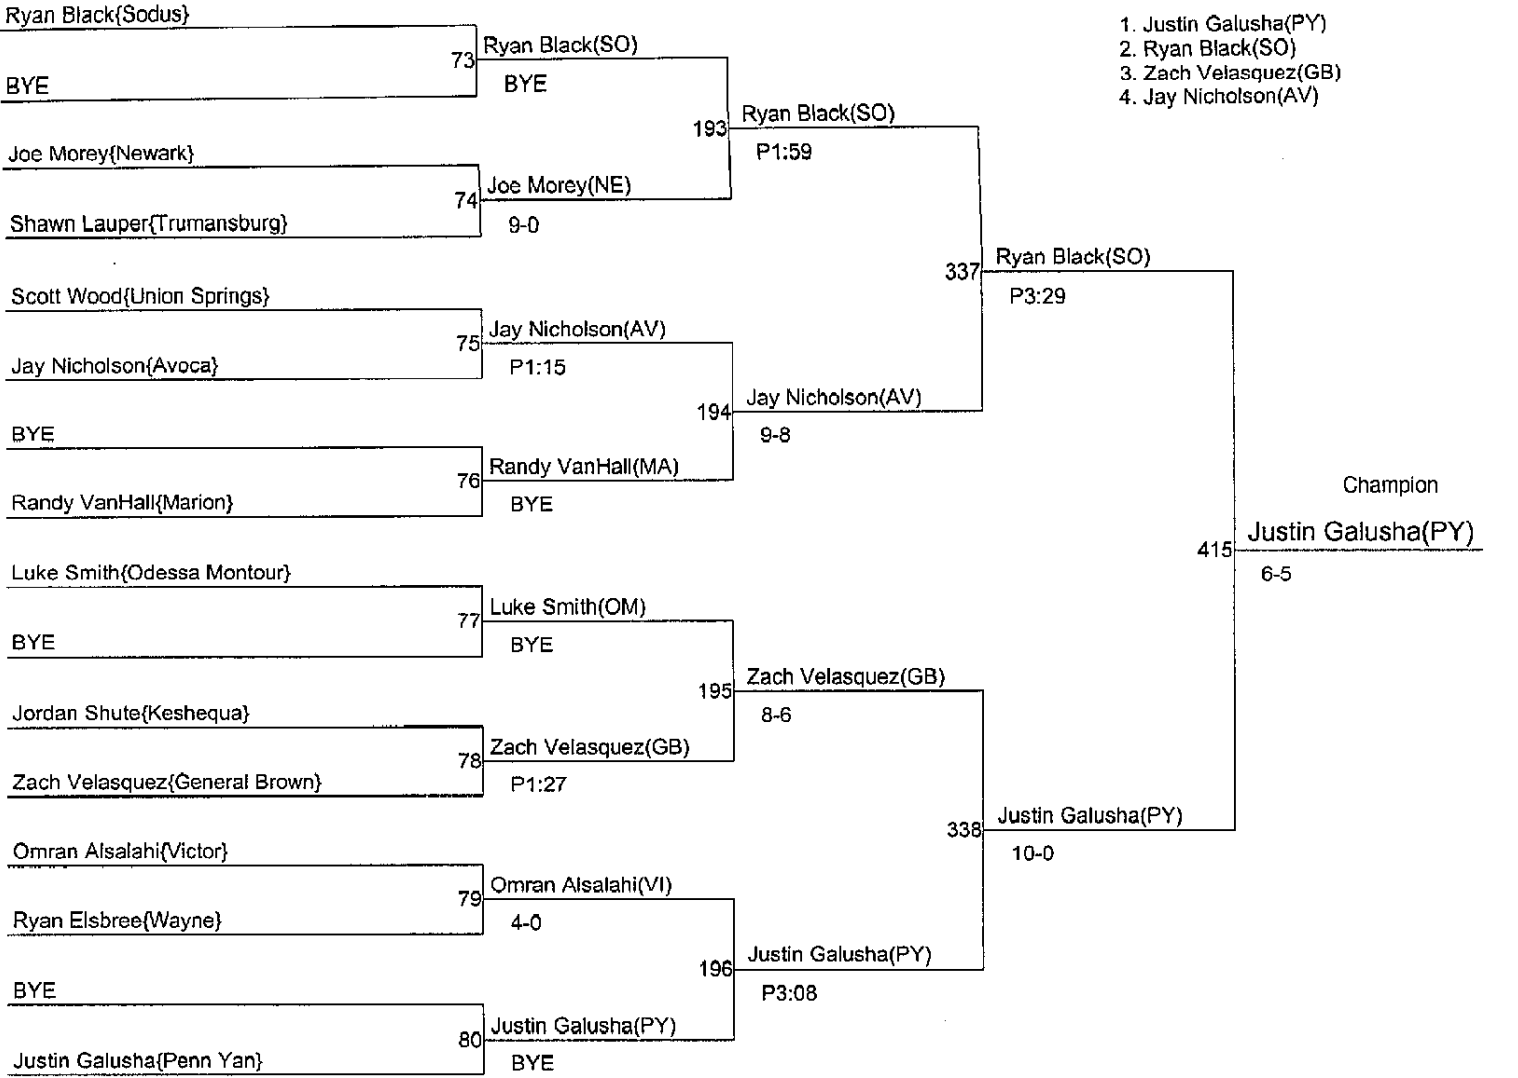 Ryan Black{Sodus}
BYE
Joe Morey{Newark}
Shawn Lauper{Trumansburg}
Scott Wood{Union Springs}
Jay Nicholson{Avoca}
BYE
Randy VanHall{Marion}
Luke Smith{Odessa Montour}
BYE
Jordan Shute{Keshequa}
Zach Velasquez{General Brown}
Omran Alsalahi{Victor}
Ryan Elsbree{Wayne}
BYE
Justin Galusha{Penn Yan}
73 Ryan Black(SO)
BYE
74 Joe Morey(NE)
9-0
75 Jay Nicholson(AV)
P1:15
76 Randy VanHall(MA)
BYE
77 Luke Smith(OM)
BYE
78 Zach Velasquez(GB)
P1:27
79 Omran Alsalahi(VI)
4-0
80 Justin Galusha(PY)
BYE
193 Ryan Black(SO)
P1:59
194 Jay Nicholson(AV)
9-8
195 Zach Velasquez(GB)
8-6
196 Justin Galusha(PY)
P3:08
337 Ryan Black(SO)
P3:29
338 Justin Galusha(PY)
10-0
Champion
415 Justin Galusha(PY)
6-5
1. Justin Galusha(PY)
2. Ryan Black(SO)
3. Zach Velasquez(GB)
4. Jay Nicholson(AV)